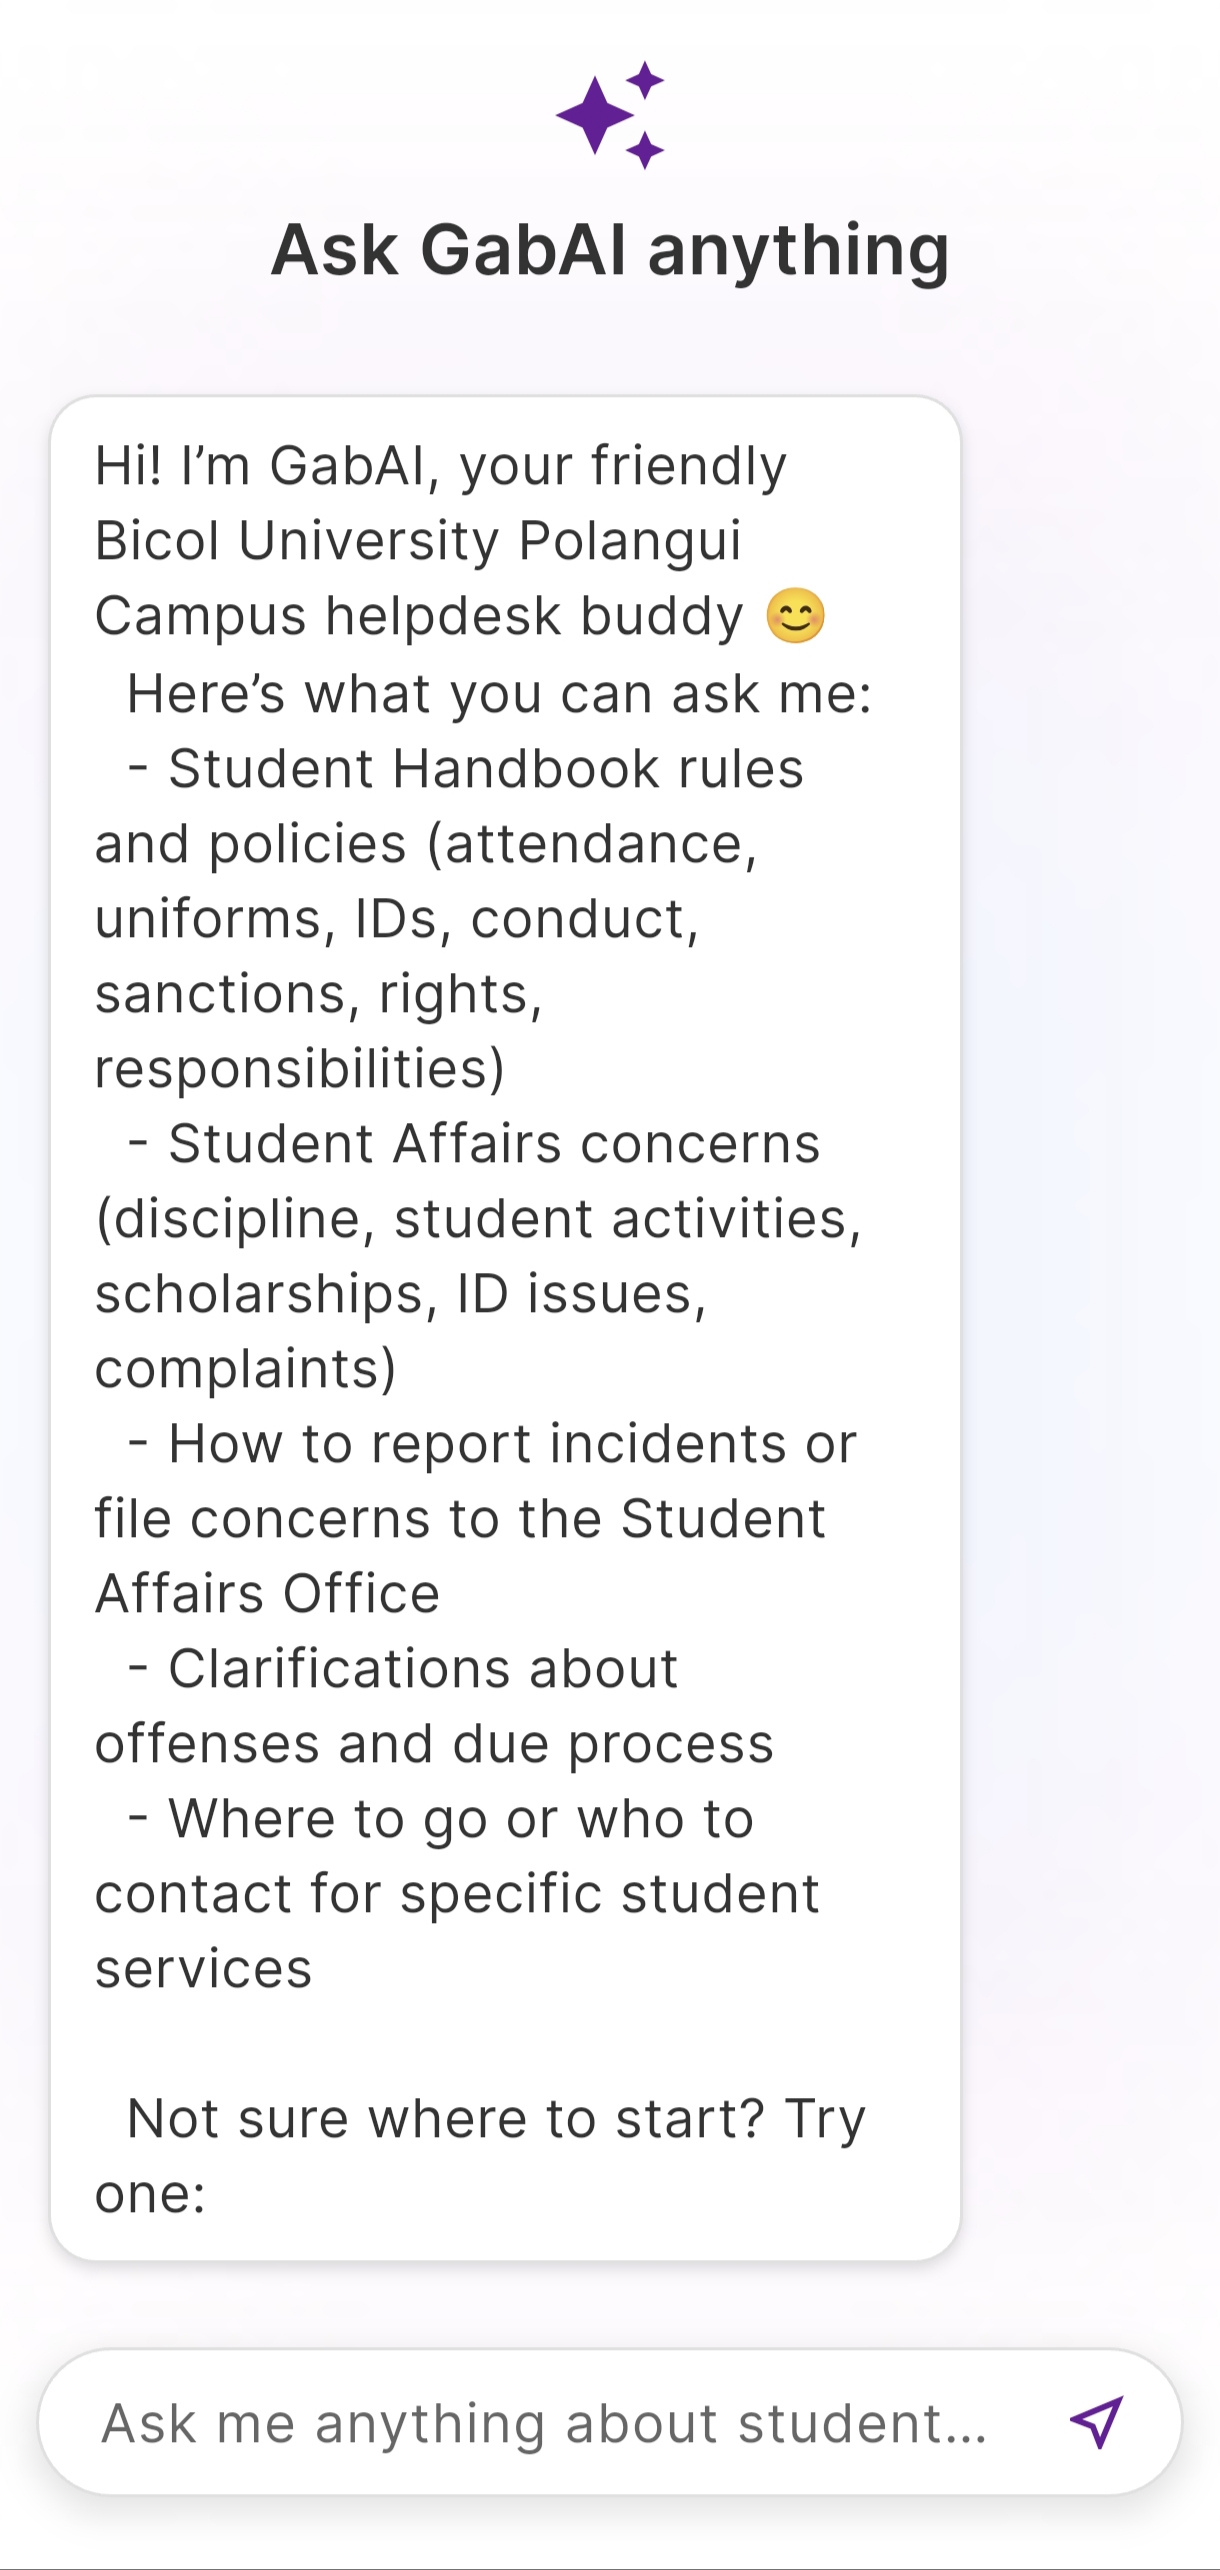 Ask GabAI anything
Hi! I’m GabAI, your friendly
Bicol University Polangui
Campus helpdesk buddy 😊
Here’s what you can ask me:
- Student Handbook rules
and policies (attendance,
uniforms, IDs, conduct,
sanctions, rights,
responsibilities)
- Student Affairs concerns
(discipline, student activities,
scholarships, ID issues,
complaints)
- How to report incidents or
file concerns to the Student
Affairs Office
- Clarifications about
offenses and due process
- Where to go or who to
contact for specific student
services
Not sure where to start? Try
one:
Ask me anything about student...